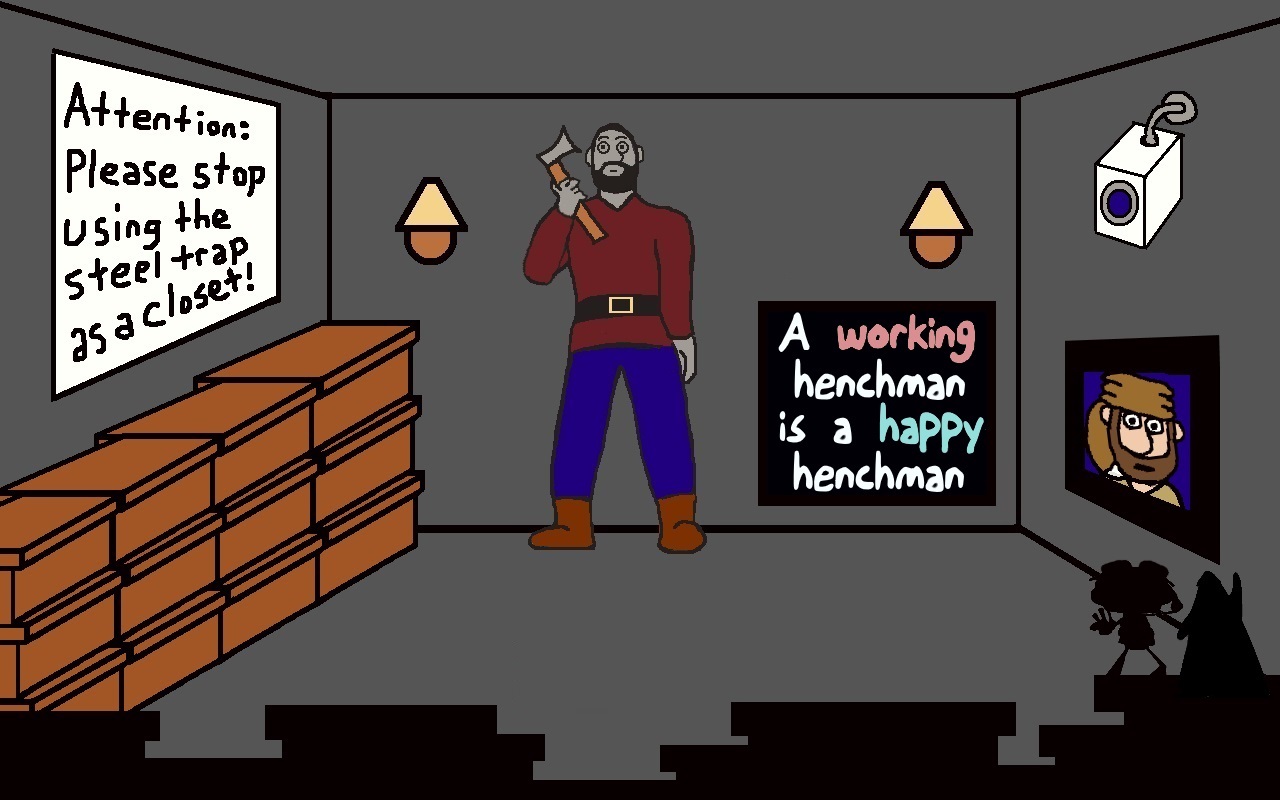 Attention:
Please stop
using the
steel trap
as a closet!
A working
henchman
is a happy
henchman